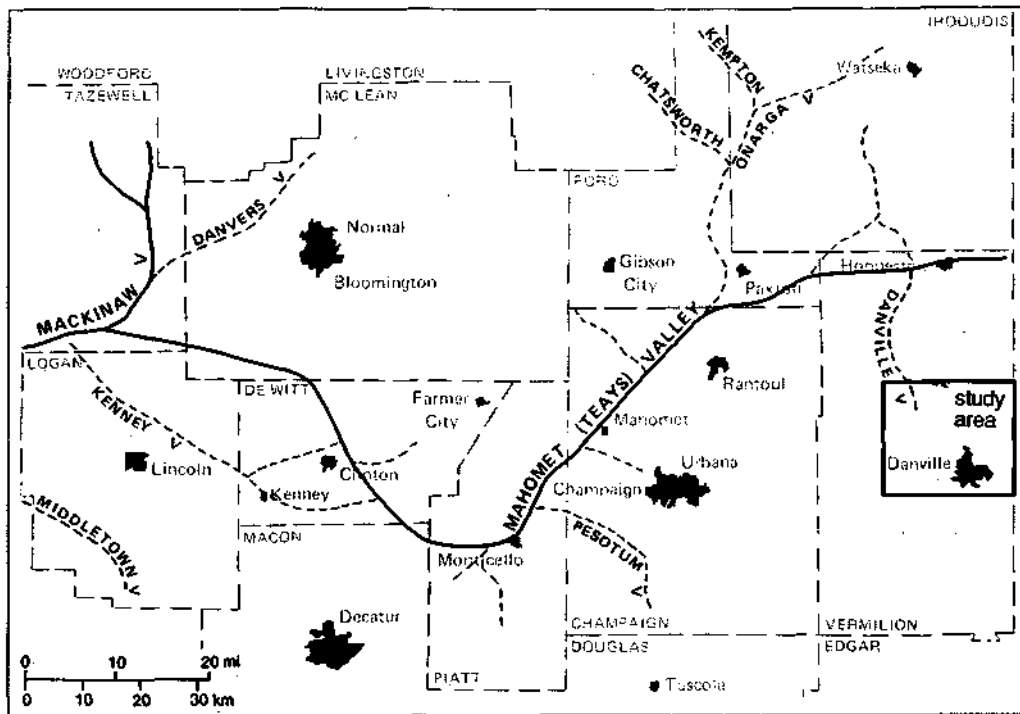 WOODFORD
TAZEWELL
LIVINGSTON
MC LEAN
KEMPTON
CHATSWORTH
ONARGA V
Watseka
FORD
DANVERS V
V
Normal
Bloomington
Gibson
City
Paxton
MACKINAW
LOGAN
DANVILLE V
KENNEY V
DE WITT
Farmer
City
MAHOMET (TEAYS) VALLEY
Rantoul
study
area
Mahomet
Lincoln
Clinton
Kenney
Urbana
Champaign
Danville
MIDDLETOWN V
MACON
Monticello
PESOTUM V
Decatur
CHAMPAIGN
DOUGLAS
VERMILION
EDGAR
PIATT
Tuscola
0 10 20 mi
0 10 20 30 km